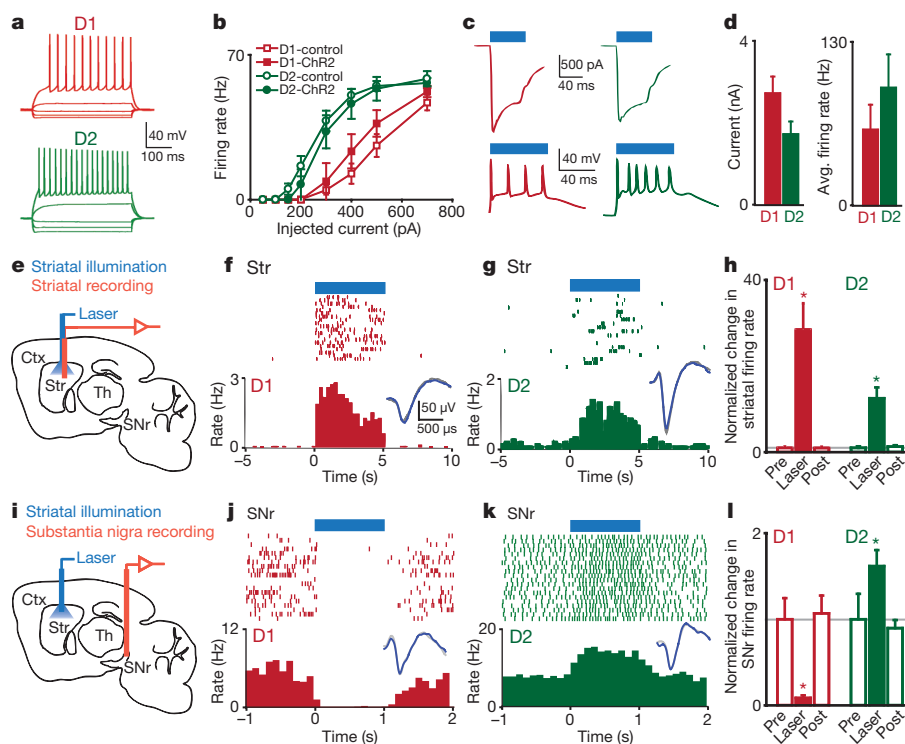 a
D1
D2
40 mV
100 ms
b
70
Firing rate (Hz)
0
D1-control
D1-ChR2
D2-control
D2-ChR2
0 200 400 600 800
Injected current (pA)
c
500 pA
40 ms
40 mV
40 ms
d
4
Current (nA)
0
D1 D2
130
Avg. firing rate (Hz)
0
D1 D2
e
Striatal illumination
Striatal recording
Laser
Ctx
Str
Th
SNr
f Str
3
Rate (Hz)
0
D1
50 µV
500 µs
−5 0 5 10
Time (s)
g Str
2
Rate (Hz)
0
D2
−5 0 5 10
Time (s)
h
40
Normalized change in
striatal firing rate
0
D1 D2
*
*
Pre Laser Post Pre Laser Post
i
Striatal illumination
Substantia nigra recording
Laser
Ctx
Str
Th
SNr
j SNr
12
Rate (Hz)
0
D1
−1 0 1 2
Time (s)
k SNr
20
Rate (Hz)
0
D2
−1 0 1 2
Time (s)
l
2
Normalized change in
SNr firing rate
0
D1 D2
*
*
Pre Laser Post Pre Laser Post